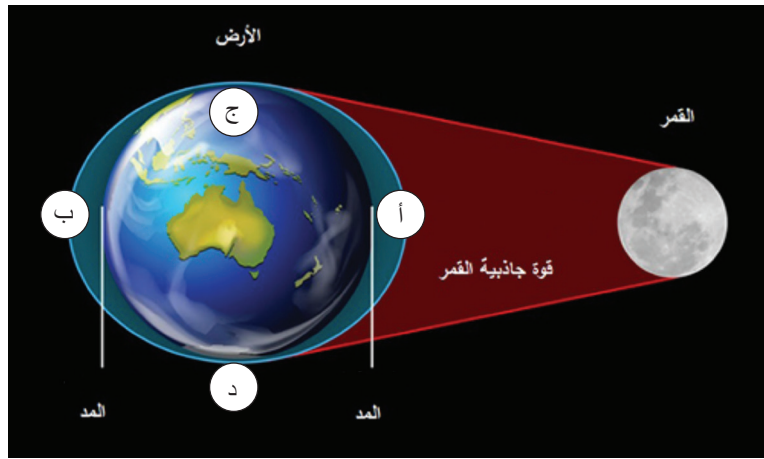 الأرض
القمر
ج
أ
ب
قوة جاذبية القمر
د
المد
المد